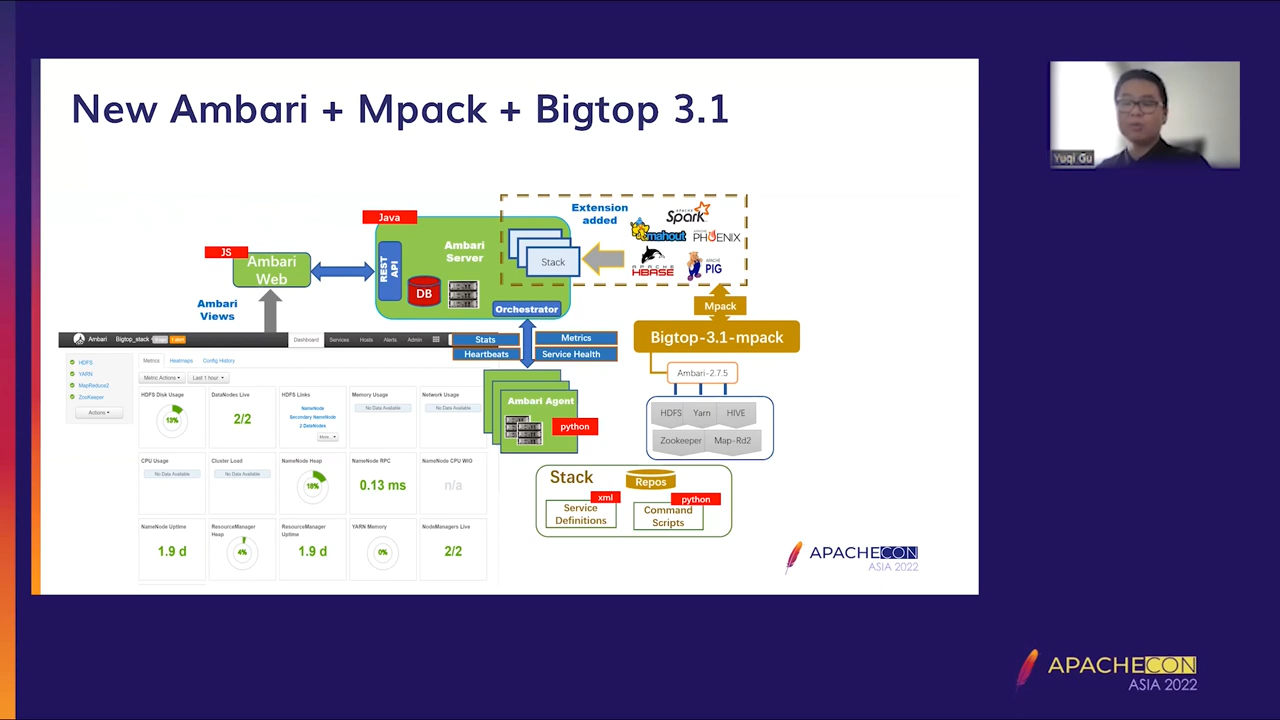 New Ambari + Mpack + Bigtop 3.1
Yuqi Gu
Java
Extension
added
APACHE
Spark
mahout
APACHE
PHOENIX
APACHE
HBASE
APACHE
PIG
JS
Ambari
Web
REST
API
Ambari
Server
DB
Stack
Orchestrator
Ambari
Views
Mpack
Bigtop-3.1-mpack
Ambari-2.7.5
HDFS Yarn HIVE
Zookeeper Map-Rd2
Stats
Metrics
Heartbeats
Service Health
Ambari Agent
python
Stack
Repos
xml
Service
Definitions
python
Command
Scripts
Ambari Bigtop_stack
Dashboard Services Hosts Alerts Admin
HDFS
YARN
MapReduce2
ZooKeeper
Actions
Metrics Heatmaps Config History
Metric Actions Last 1 hour
HDFS Disk Usage
13%
DataNodes Live
2/2
HDFS Links
NameNode
Secondary NameNode
2 DataNodes
More
Memory Usage
No Data Available
Network Usage
No Data Available
CPU Usage
No Data Available
Cluster Load
No Data Available
NameNode Heap
18%
NameNode RPC
0.13 ms
NameNode CPU WIO
n/a
NameNode Uptime
1.9 d
ResourceManager
Heap
4%
ResourceManager
Uptime
1.9 d
YARN Memory
0%
NodeManagers Live
2/2
APACHECON
ASIA 2022
APACHECON
ASIA 2022